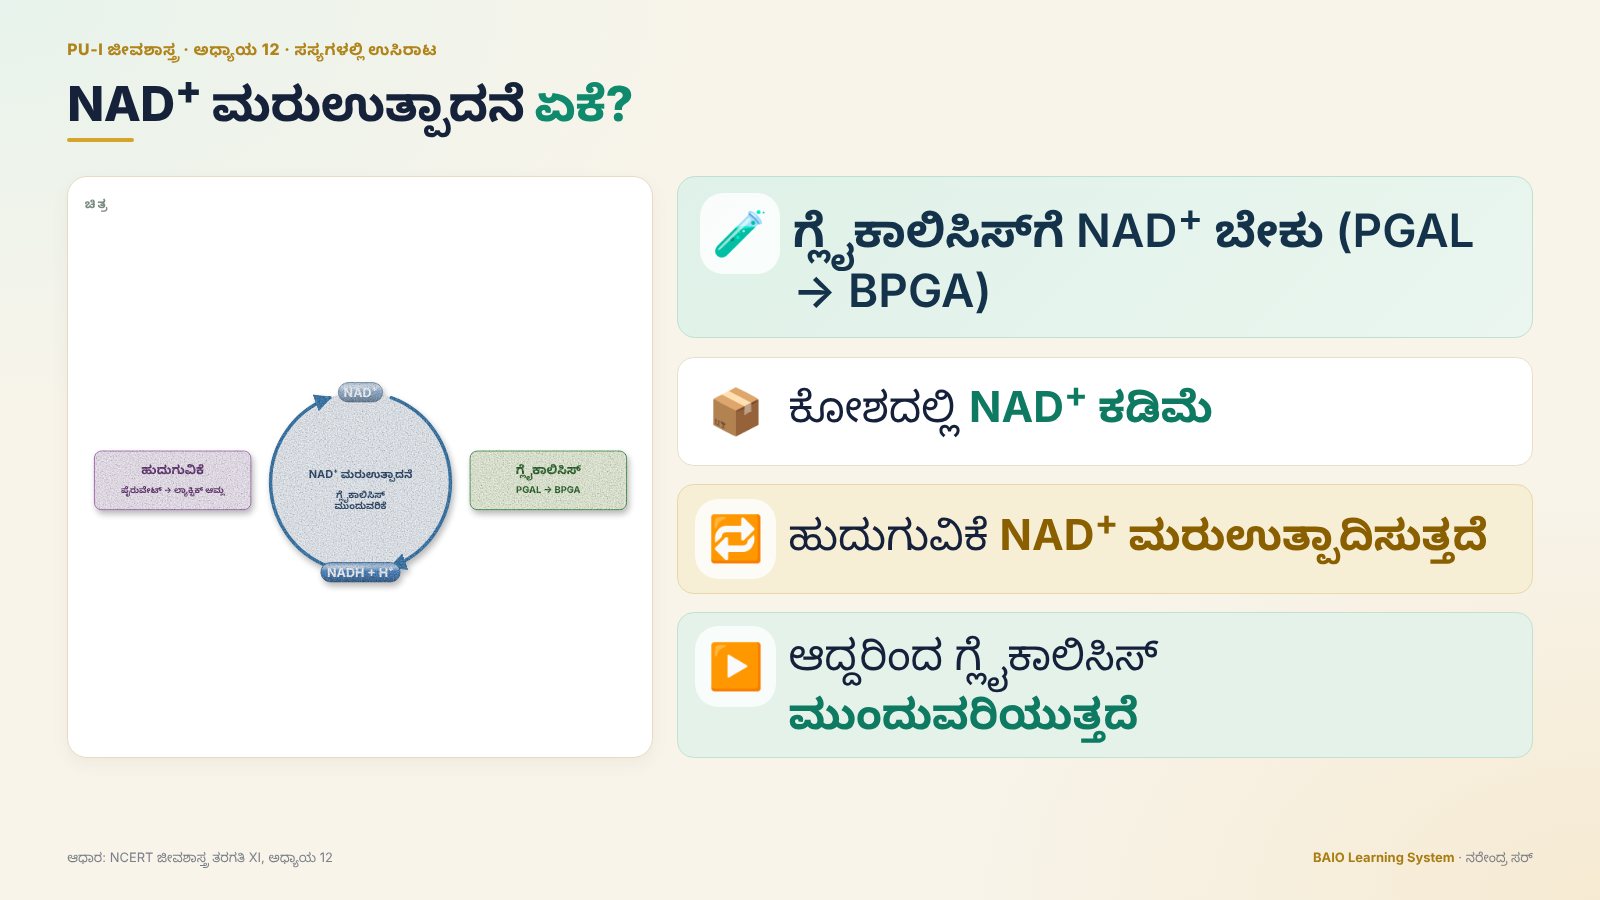 PU-I ಜೀವಶಾಸ್ತ್ರ · ಅಧ್ಯಾಯ 12 · ಸಸ್ಯಗಳಲ್ಲಿ ಉಸಿರಾಟ
NAD⁺ ಮರುಉತ್ಪಾದನೆ ಏಕೆ?
ಚಿತ್ರ
NAD⁺
ಹುದುಗುವಿಕೆ
ಪೈರುವೇಟ್ → ಲ್ಯಾಕ್ಟಿಕ್ ಆಮ್ಲ
NAD⁺ ಮರುಉತ್ಪಾದನೆ
ಗ್ಲೈಕಾಲಿಸಿಸ್
ಮುಂದುವರಿಕೆ
ಗ್ಲೈಕಾಲಿಸಿಸ್
PGAL → BPGA
NADH + H⁺
ಗ್ಲೈಕಾಲಿಸಿಸ್‌ಗೆ NAD⁺ ಬೇಕು (PGAL
→ BPGA)
ಕೋಶದಲ್ಲಿ NAD⁺ ಕಡಿಮೆ
ಹುದುಗುವಿಕೆ NAD⁺ ಮರುಉತ್ಪಾದಿಸುತ್ತದೆ
ಆದ್ದರಿಂದ ಗ್ಲೈಕಾಲಿಸಿಸ್
ಮುಂದುವರಿಯುತ್ತದೆ
ಆಧಾರ: NCERT ಜೀವಶಾಸ್ತ್ರ ತರಗತಿ XI, ಅಧ್ಯಾಯ 12
BAIO Learning System · ನರೇಂದ್ರ ಸರ್